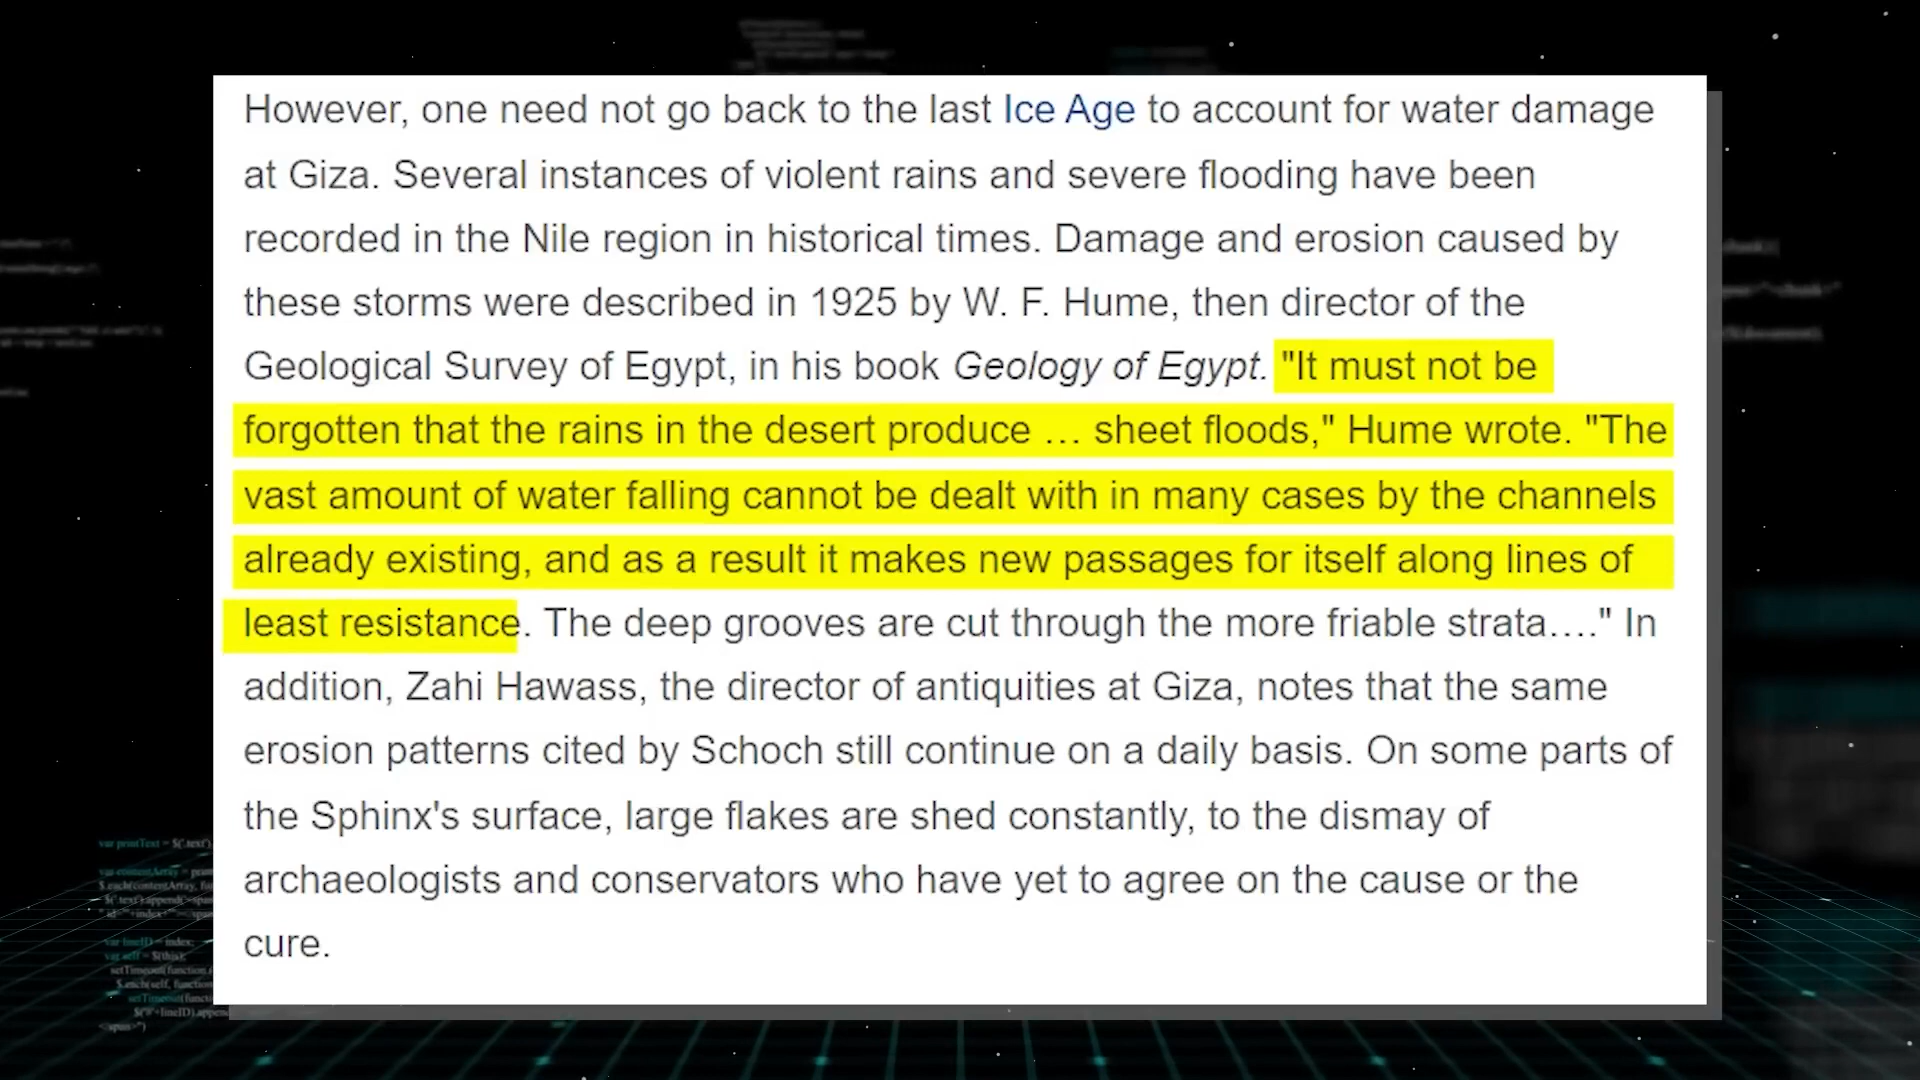 However, one need not go back to the last Ice Age to account for water damage
at Giza. Several instances of violent rains and severe flooding have been
recorded in the Nile region in historical times. Damage and erosion caused by
these storms were described in 1925 by W. F. Hume, then director of the
Geological Survey of Egypt, in his book Geology of Egypt. "It must not be
forgotten that the rains in the desert produce … sheet floods," Hume wrote. "The
vast amount of water falling cannot be dealt with in many cases by the channels
already existing, and as a result it makes new passages for itself along lines of
least resistance. The deep grooves are cut through the more friable strata…." In
addition, Zahi Hawass, the director of antiquities at Giza, notes that the same
erosion patterns cited by Schoch still continue on a daily basis. On some parts of
the Sphinx's surface, large flakes are shed constantly, to the dismay of
archaeologists and conservators who have yet to agree on the cause or the
cure.
var printText = $('.text')